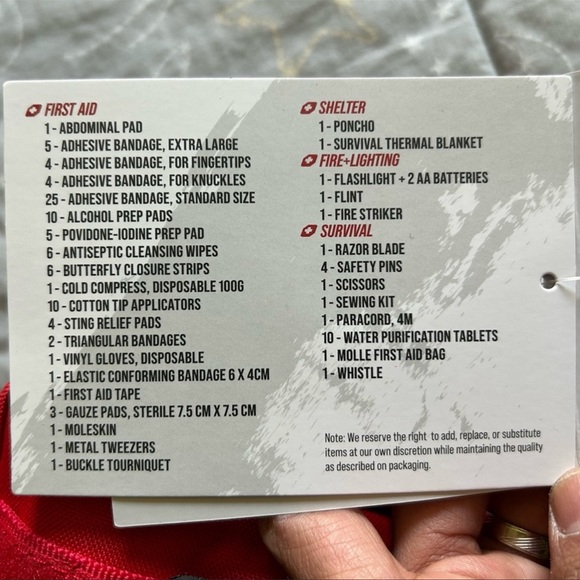 FIRST AID
1 - ABDOMINAL PAD
5 - ADHESIVE BANDAGE, EXTRA LARGE
4 - ADHESIVE BANDAGE, FOR FINGERTIPS
4 - ADHESIVE BANDAGE, FOR KNUCKLES
25 - ADHESIVE BANDAGE, STANDARD SIZE
10 - ALCOHOL PREP PADS
5 - POVIDONE-IODINE PREP PAD
6 - ANTISEPTIC CLEANSING WIPES
6 - BUTTERFLY CLOSURE STRIPS
1 - COLD COMPRESS, DISPOSABLE 100G
10 - COTTON TIP APPLICATORS
4 - STING RELIEF PADS
2 - TRIANGULAR BANDAGES
1 - VINYL GLOVES, DISPOSABLE
1 - ELASTIC CONFORMING BANDAGE 6 X 4CM
1 - FIRST AID TAPE
3 - GAUZE PADS, STERILE 7.5 CM X 7.5 CM
1 - MOLESKIN
1 - METAL TWEEZERS
1 - BUCKLE TOURNIQUET
SHELTER
1 - PONCHO
1 - SURVIVAL THERMAL BLANKET
FIRE+LIGHTING
1 - FLASHLIGHT + 2 AA BATTERIES
1 - FLINT
1 - FIRE STRIKER
SURVIVAL
1 - RAZOR BLADE
4 - SAFETY PINS
1 - SCISSORS
1 - SEWING KIT
1 - PARACORD, 4M
10 - WATER PURIFICATION TABLETS
1 - MOLLE FIRST AID BAG
1 - WHISTLE
Note: We reserve the right to add, replace, or substitute
items at our own discretion while maintaining the quality
as described on packaging.